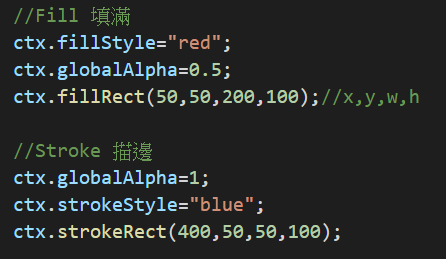 //Fill 填滿
ctx.fillStyle="red";
ctx.globalAlpha=0.5;
ctx.fillRect(50,50,200,100);//x,y,w,h
//Stroke 描邊
ctx.globalAlpha=1;
ctx.strokeStyle="blue";
ctx.strokeRect(400,50,50,100);